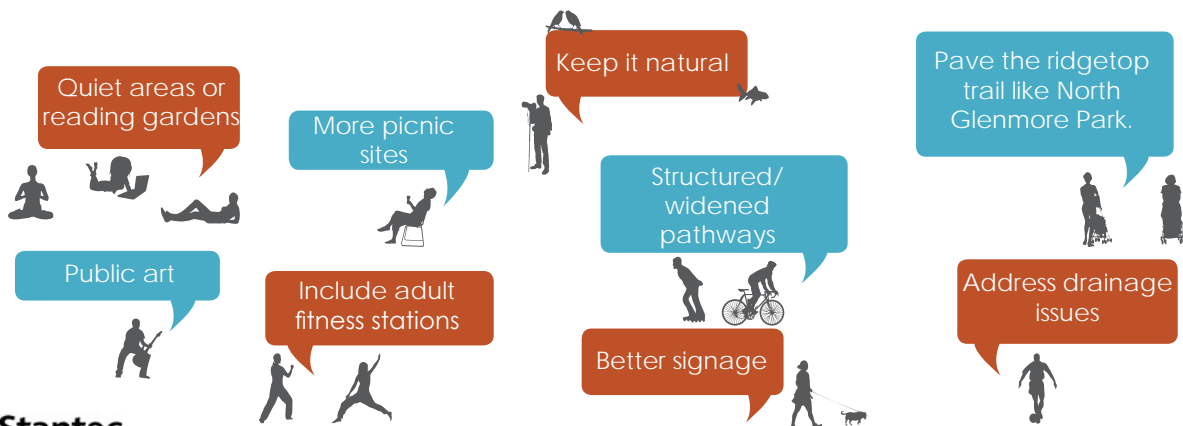 Quiet areas or
reading gardens
More picnic
sites
Keep it natural
Pave the ridgetop
trail like North
Glenmore Park.
Structured/
widened
pathways
Public art
Include adult
fitness stations
Address drainage
issues
Better signage
Stantec